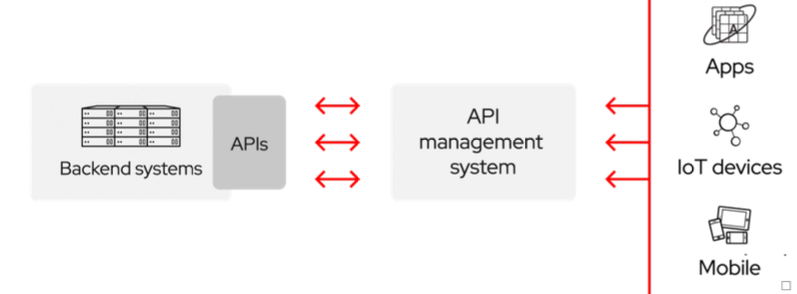 Backend systems
APIs
API
management
system
Apps
IoT devices
Mobile